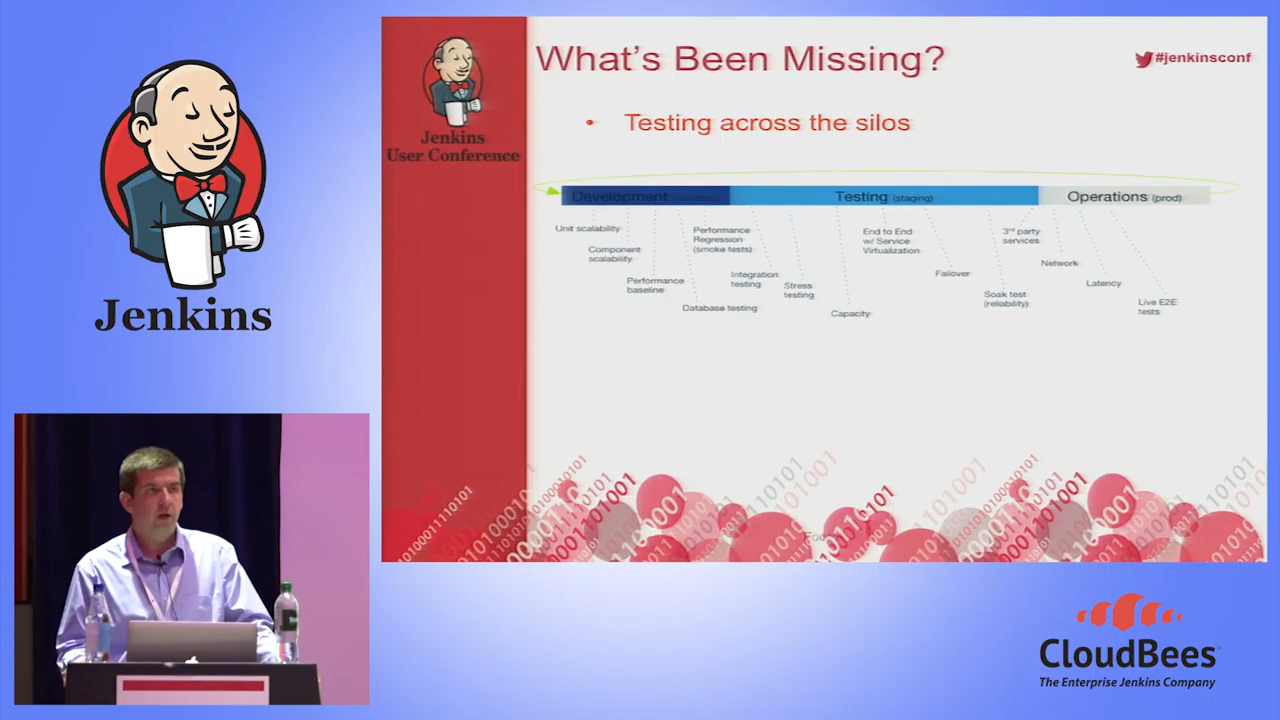 Jenkins
Jenkins
User Conference
What's Been Missing?
#jenkinsconf
• Testing across the silos
Development
Testing (staging)
Operations (prod)
Unit scalability
Component
scalability
Performance
baseline
Performance
Regression
(smoke tests)
Database testing
Integration
testing
Stress
testing
Capacity
End to End
w/ Service
Virtualization
Failover
Soak test
(reliability)
3rd party
services
Network
Latency
Live E2E
tests
CloudBees
The Enterprise Jenkins Company